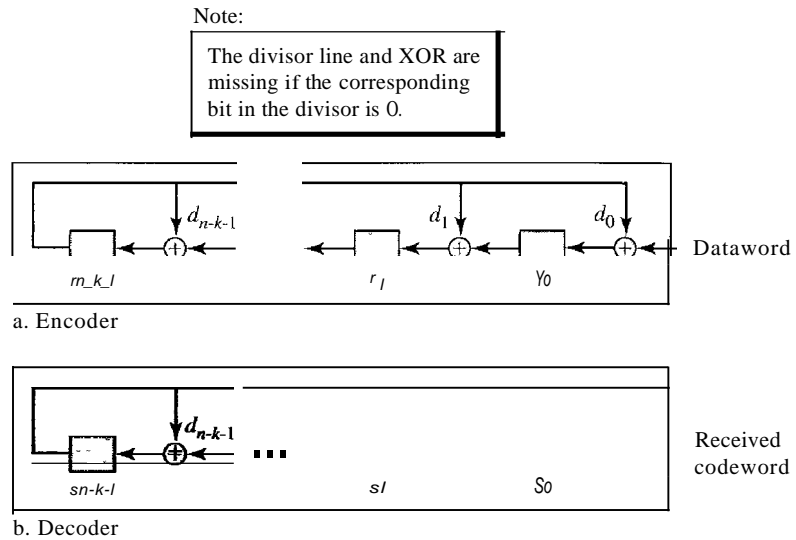 Note:
The divisor line and XOR are
missing if the corresponding
bit in the divisor is 0.
d_{n-k-1} d_1 d_0
Dataword
rn_k_l r_l Yo
a. Encoder
d_{n-k-1}
Received
codeword
sn-k-l sl So
b. Decoder